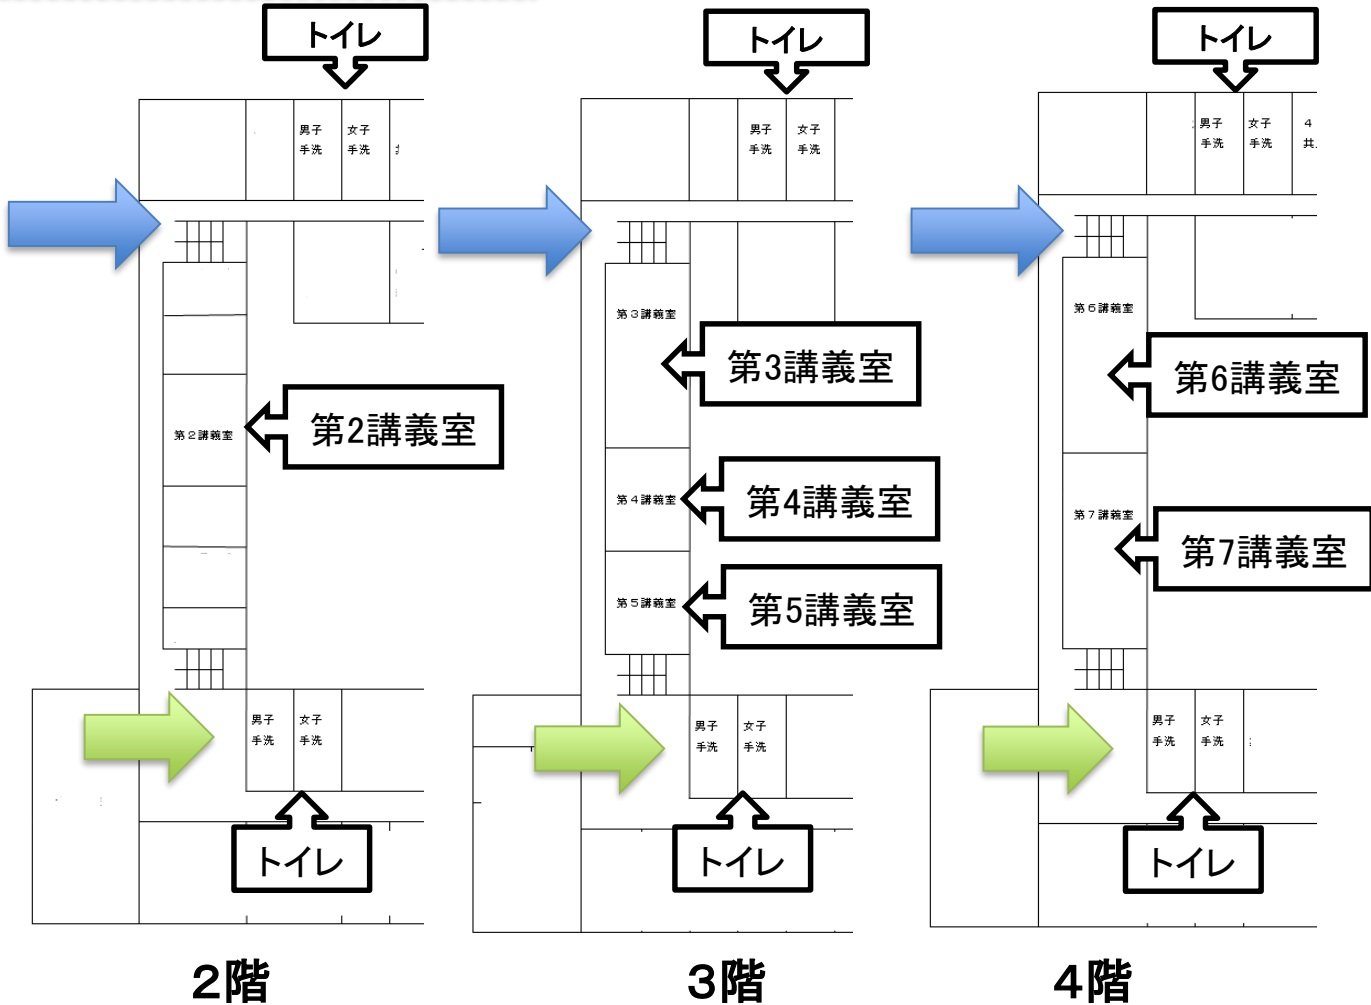 トイレ
トイレ
トイレ
男子
手洗
女子
手洗
男子
手洗
女子
手洗
男子
手洗
女子
手洗
4
共
第2講義室
第2講義室
第3講義室
第3講義室
第4講義室
第4講義室
第5講義室
第5講義室
第6講義室
第6講義室
第7講義室
第7講義室
男子
手洗
女子
手洗
男子
手洗
女子
手洗
男子
手洗
女子
手洗
トイレ
トイレ
トイレ
2階
3階
4階